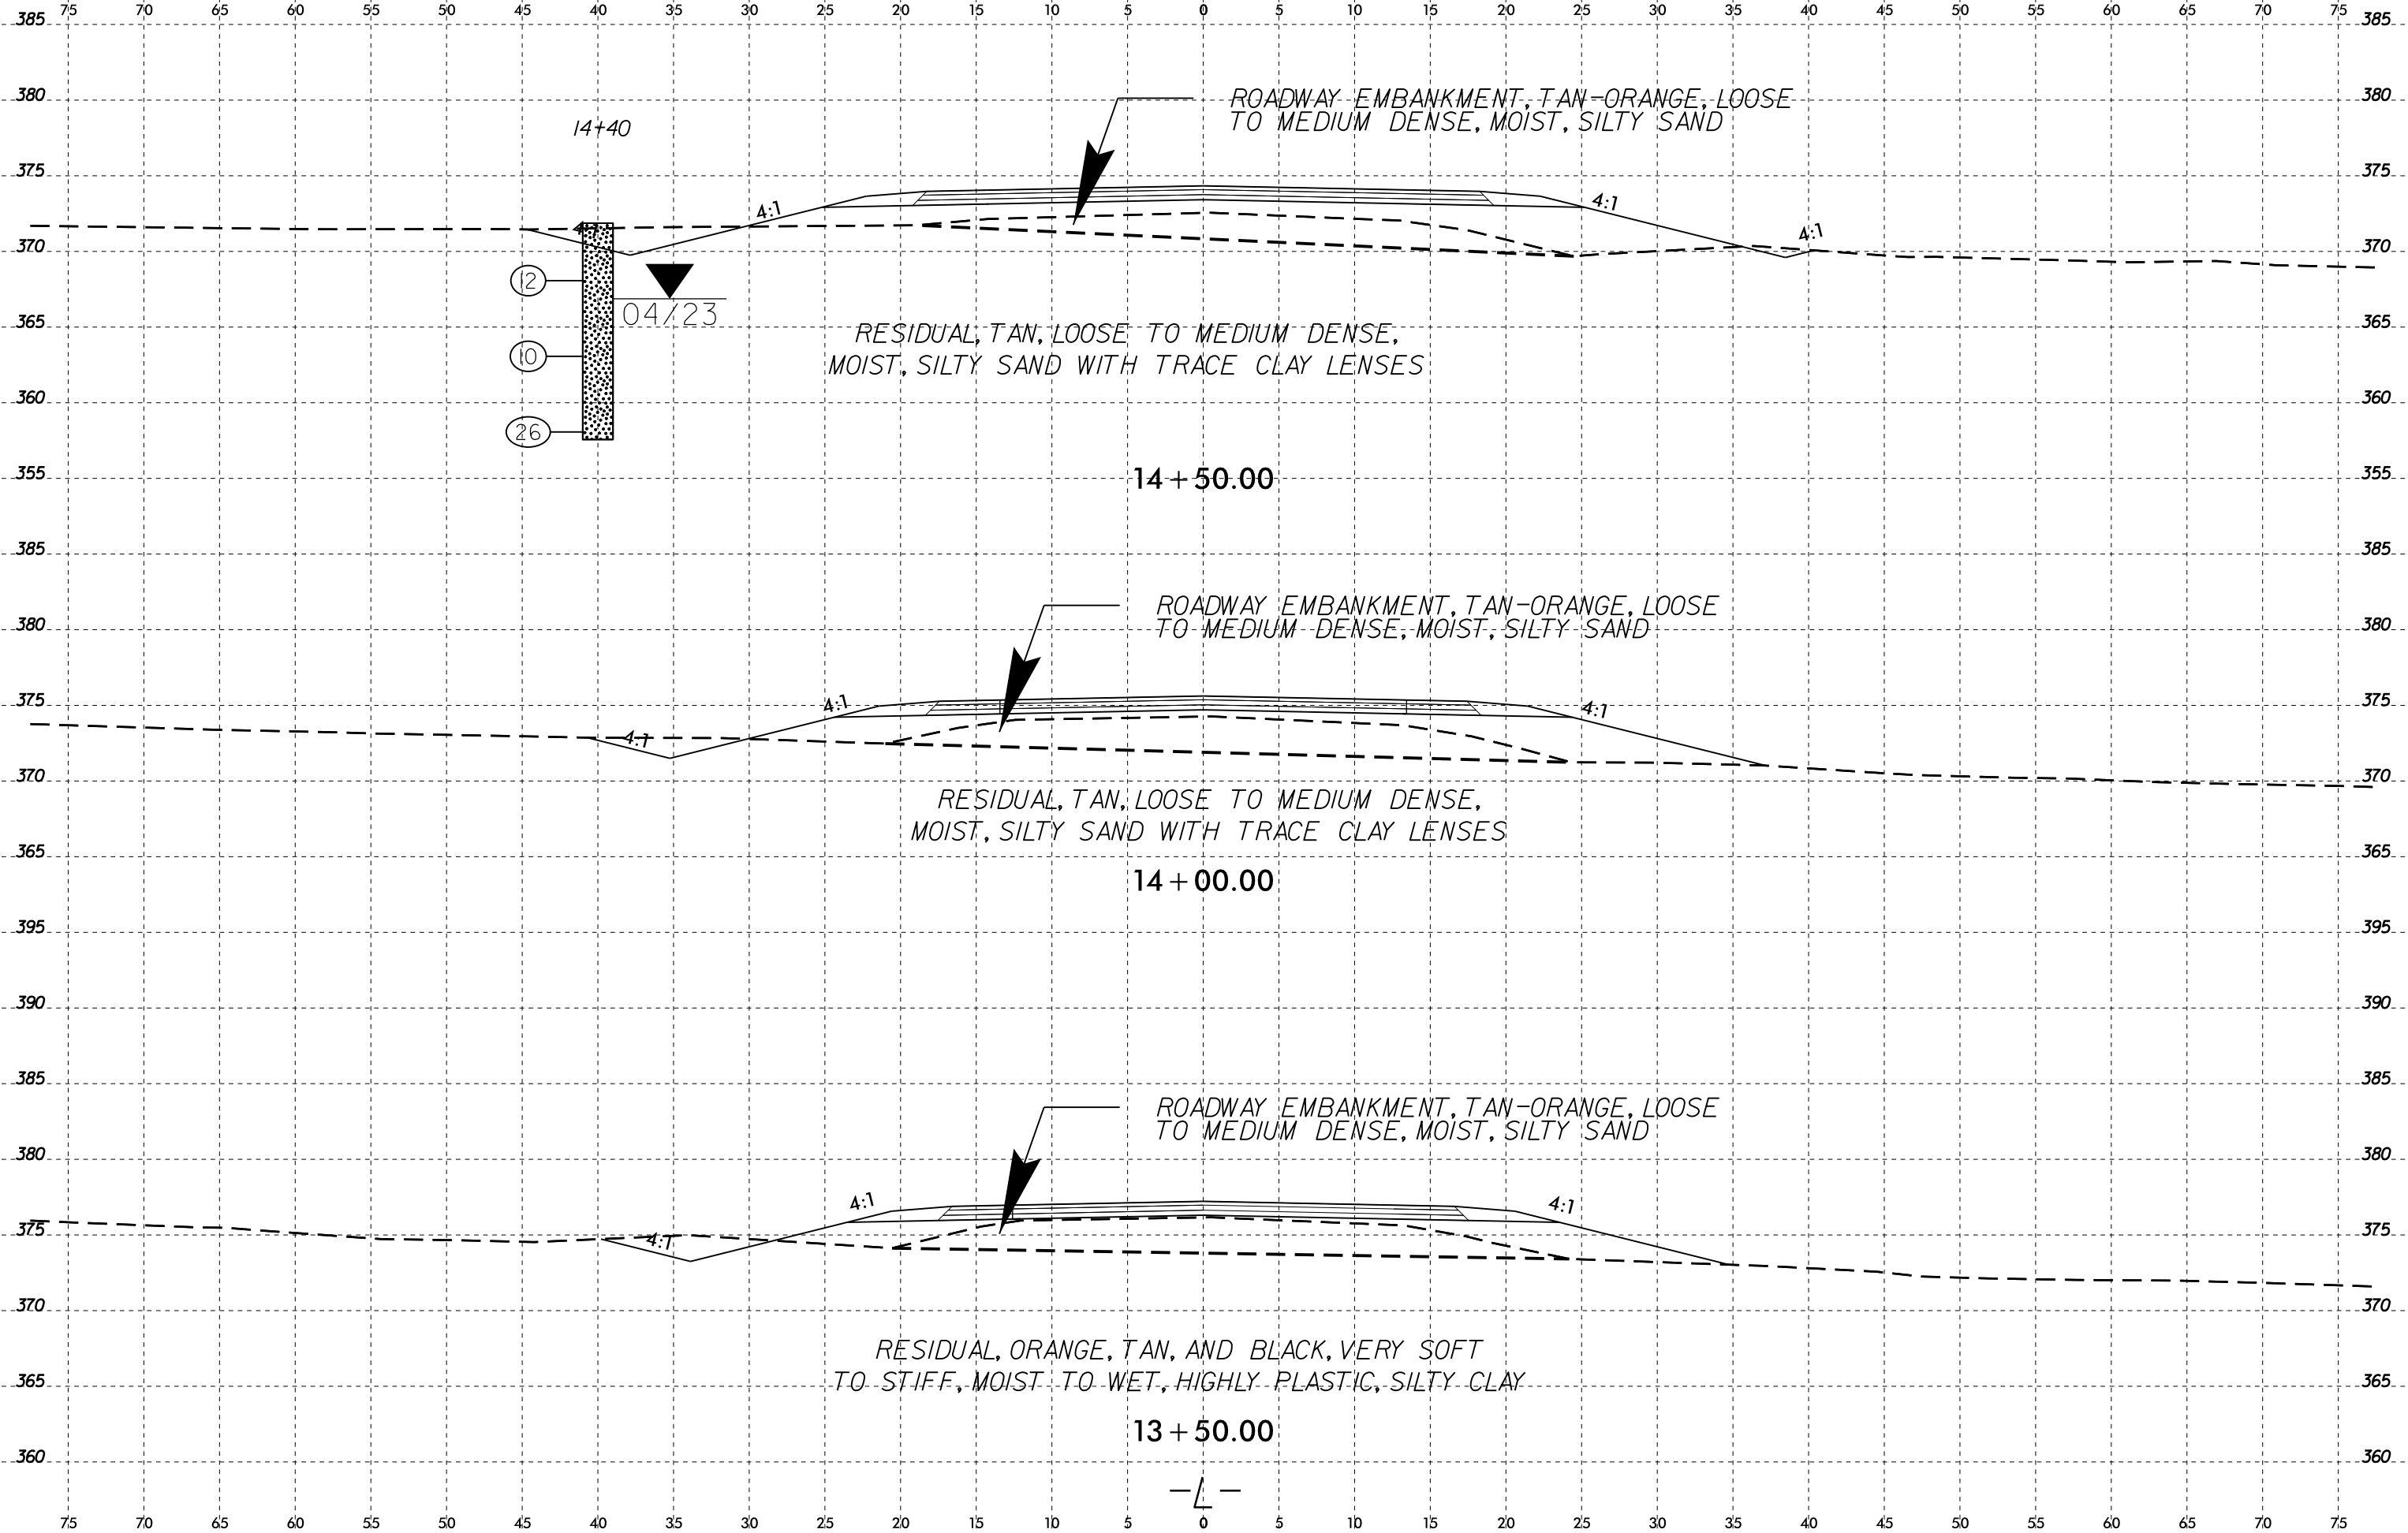 75 70 65 60 55 50 45 40 35 30 25 20 15 10 5 0 5 10 15 20 25 30 35 40 45 50 55 60 65 70 75
385 385
380 ROADWAY EMBANKMENT, TAN-ORANGE, LOOSE 380
TO MEDIUM DENSE, MOIST, SILTY SAND
14+40
375 375
4:1 4:1
4:1 4:1
370 370
12
04/23
365 365
RESIDUAL, TAN, LOOSE TO MEDIUM DENSE,
10
MOIST, SILTY SAND WITH TRACE CLAY LENSES
360 360
26
355 14+50.00 355
385 385
ROADWAY EMBANKMENT, TAN-ORANGE, LOOSE
380 TO MEDIUM DENSE, MOIST, SILTY SAND 380
375 4:1 4:1 375
4:1
370 370
RESIDUAL, TAN, LOOSE TO MEDIUM DENSE,
MOIST, SILTY SAND WITH TRACE CLAY LENSES
365 365
14+00.00
395 395
390 390
385 385
ROADWAY EMBANKMENT, TAN-ORANGE, LOOSE
TO MEDIUM DENSE, MOIST, SILTY SAND
380 380
4:1 4:1
375 375
4:1
370 370
RESIDUAL, ORANGE, TAN, AND BLACK, VERY SOFT
TO STIFF, MOIST TO WET, HIGHLY PLASTIC, SILTY CLAY
365 365
13+50.00
360 360
-L-
75 70 65 60 55 50 45 40 35 30 25 20 15 10 5 0 5 10 15 20 25 30 35 40 45 50 55 60 65 70 75